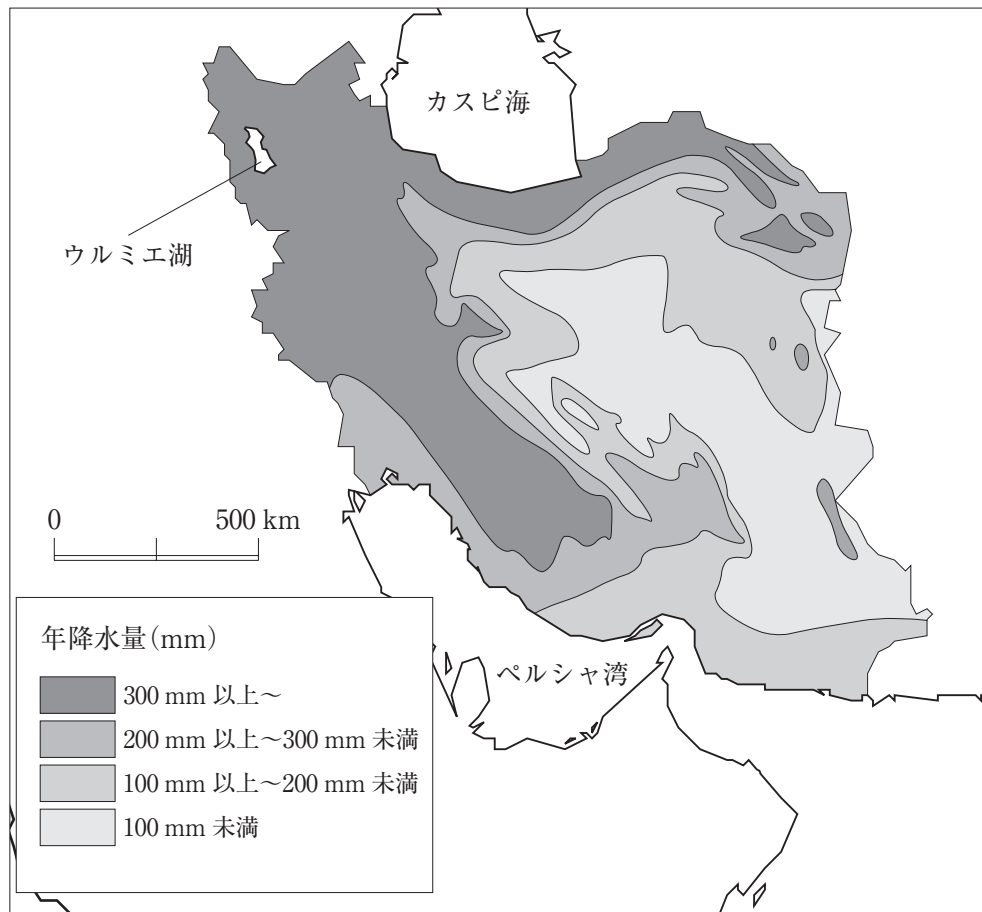 カスピ海
ウルミエ湖
0 500 km
年降水量(mm)
300 mm 以上～
200 mm 以上～300 mm 未満
100 mm 以上～200 mm 未満
100 mm 未満
ペルシャ湾